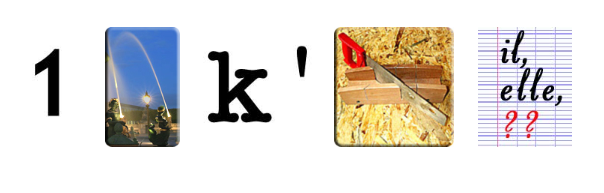 1 k '
il,
elle,
??